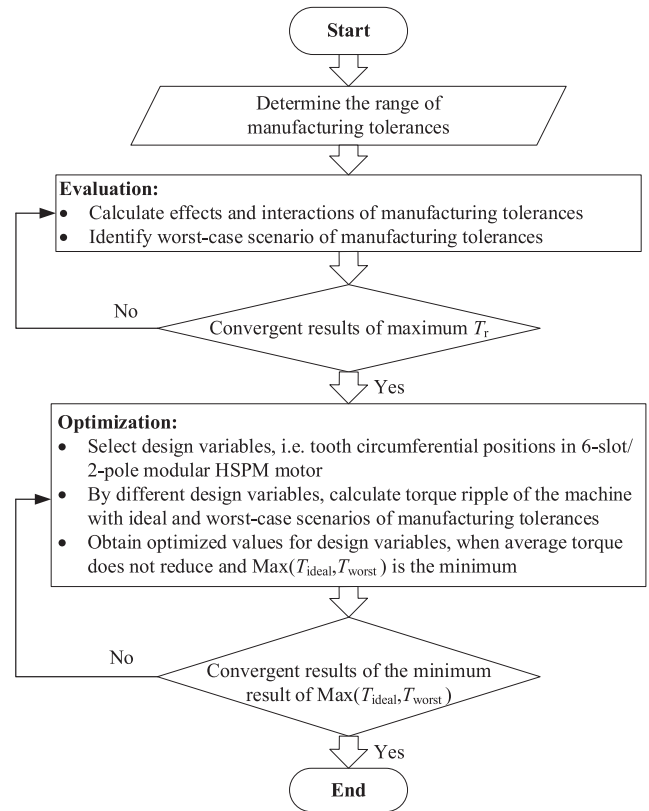 Start
Determine the range of
manufacturing tolerances
Evaluation:
• Calculate effects and interactions of manufacturing tolerances
• Identify worst-case scenario of manufacturing tolerances
No
Convergent results of maximum Tr
Yes
Optimization:
• Select design variables, i.e. tooth circumferential positions in 6-slot/
2-pole modular HSPM motor
• By different design variables, calculate torque ripple of the machine
with ideal and worst-case scenarios of manufacturing tolerances
• Obtain optimized values for design variables, when average torque
does not reduce and Max(Tideal,Tworst) is the minimum
No
Convergent results of the minimum
result of Max(Tideal,Tworst)
Yes
End